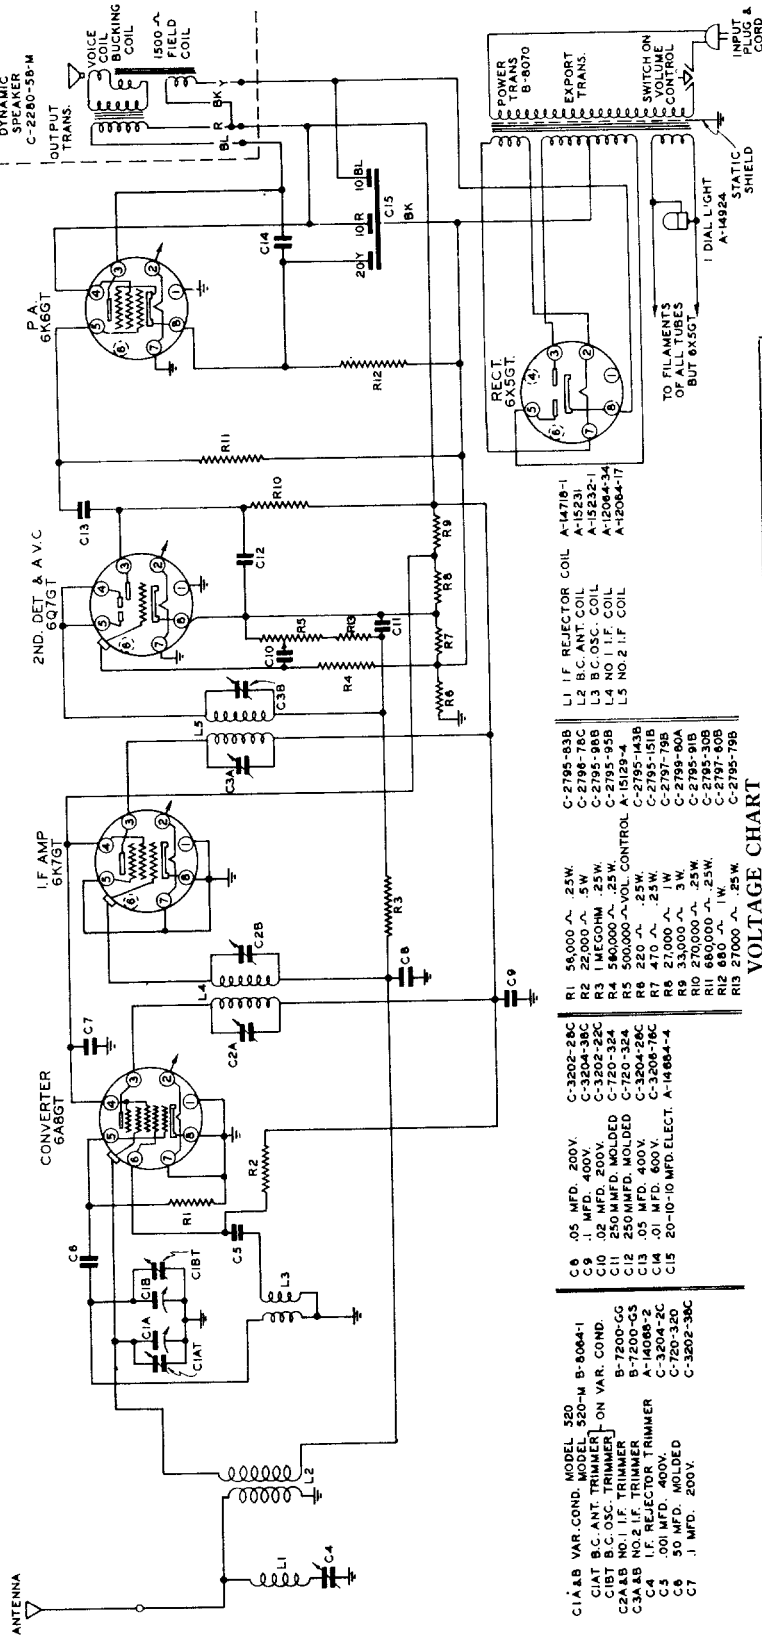 ANTENNA
L1
C4
L2
C1AT
C1A
C1B
C1BT
C6
L3
C5
R1
R2
CONVERTER
6A8GT
C7
C2A
L4
C2B
C8
C9
R3
I.F AMP
6K7GT
C3A
L5
C3B
2ND. DET & A.V.C
6Q7GT
C10
R4
R5
R13
C11
R6
R7
R8
R9
C12
R10
C13
R11
P.A.
6K6GT
R12
C14
20Y
10R
10BL
C15
BK
DYNAMIC
SPEAKER
C-2280-58-M
OUTPUT
TRANS.
VOICE
COIL
BUCKING
COIL
1500 Ω
FIELD
COIL
Y
BK
R
BL
RECT.
6X5GT.
POWER
TRANS
B-8070
EXPORT
TRANS.
SWITCH ON
VOLUME
CONTROL
INPUT
PLUG &
CORD
STATIC
SHIELD
1 DIAL LIGHT
A-14924
TO FILAMENTS
OF ALL TUBES
BUT 6X5GT
C1A&B VAR. COND. MODEL 520
MODEL 520-M B-8064-1
C1AT B.C. ANT. TRIMMER
C1BT B.C. OSC. TRIMMER
ON VAR. COND.
C2A&B NO.1 I.F. TRIMMER B-7200-GG
C3A&B NO.2 I.F. TRIMMER B-7200-GS
C4 I.F. REJECTOR TRIMMER A-14068-2
C5 .001 MFD. 400V. C-3204-2C
C6 50 MFD. MOLDED C-720-320
C7 .1 MFD. 200V. C-3202-38C
C8 .05 MFD. 200V. C-3202-28C
C9 .1 MFD. 400V. C-3204-38C
C10 .02 MFD. 200V. C-3202-22C
C11 250 MMFD. MOLDED C-720-324
C12 250 MMFD. MOLDED C-720-324
C13 .05 MFD. 400V. C-3204-28C
C14 .01 MFD. 600V. C-3206-76C
C15 20-10-10 MFD. ELECT. A-14684-4
R1 56,000 Ω .25W. C-2795-83B
R2 22,000 Ω .5W C-2796-78C
R3 1 MEGOHM .25W. C-2795-98B
R4 560,000 Ω .25W. C-2795-95B
R5 500,000 Ω VOL. CONTROL A-15129-4
R6 220 Ω .25W. C-2795-143B
R7 470 Ω .25W. C-2795-151B
R8 27,000 Ω 1W C-2797-79B
R9 33,000 Ω 3W. C-2799-80A
R10 270,000 Ω .25W. C-2795-91B
R11 680,000 Ω .25W. C-2795-30B
R12 680 Ω 1W. C-2797-60B
R13 27000 Ω .25W. C-2795-79B
L1 I F REJECTOR COIL A-14718-1
L2 B.C. ANT. COIL A-15231
L3 B.C. OSC. COIL A-15232-1
L4 NO 1 I.F. COIL A-12064-34
L5 NO.2 I.F COIL A-12064-17
VOLTAGE CHART